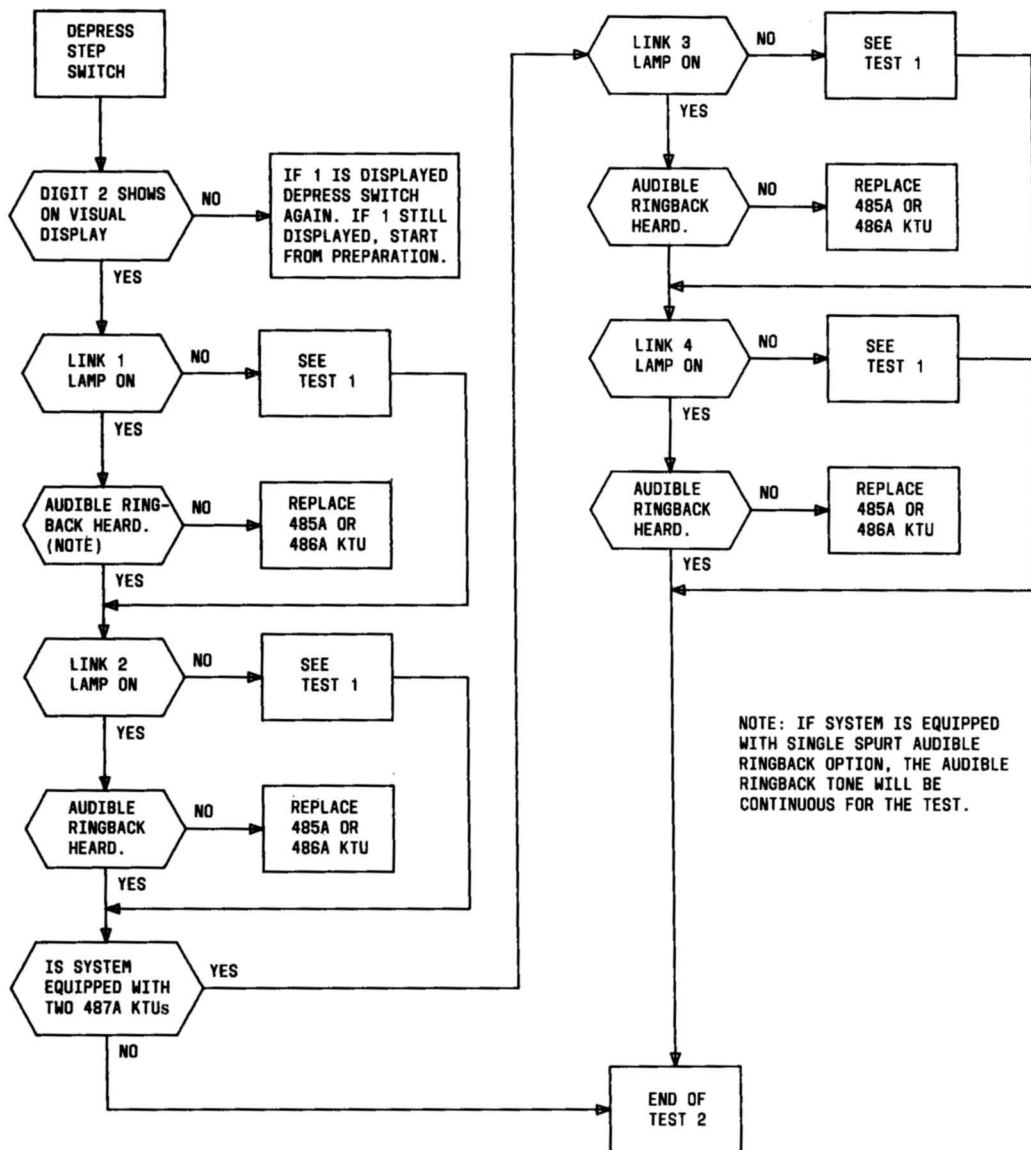 DEPRESS
STEP
SWITCH
DIGIT 2 SHOWS
ON VISUAL
DISPLAY
NO
IF 1 IS DISPLAYED
DEPRESS SWITCH
AGAIN. IF 1 STILL
DISPLAYED, START
FROM PREPARATION.
YES
LINK 1
LAMP ON
NO
SEE
TEST 1
YES
AUDIBLE RING-
BACK HEARD.
(NOTE)
NO
REPLACE
485A OR
486A KTU
YES
LINK 2
LAMP ON
NO
SEE
TEST 1
YES
AUDIBLE
RINGBACK
HEARD.
NO
REPLACE
485A OR
486A KTU
YES
IS SYSTEM
EQUIPPED WITH
TWO 487A KTUs
YES
NO
LINK 3
LAMP ON
NO
SEE
TEST 1
YES
AUDIBLE
RINGBACK
HEARD.
NO
REPLACE
485A OR
486A KTU
LINK 4
LAMP ON
NO
SEE
TEST 1
YES
AUDIBLE
RINGBACK
HEARD.
NO
REPLACE
485A OR
486A KTU
YES
NOTE: IF SYSTEM IS EQUIPPED
WITH SINGLE SPURT AUDIBLE
RINGBACK OPTION, THE AUDIBLE
RINGBACK TONE WILL BE
CONTINUOUS FOR THE TEST.
END OF
TEST 2